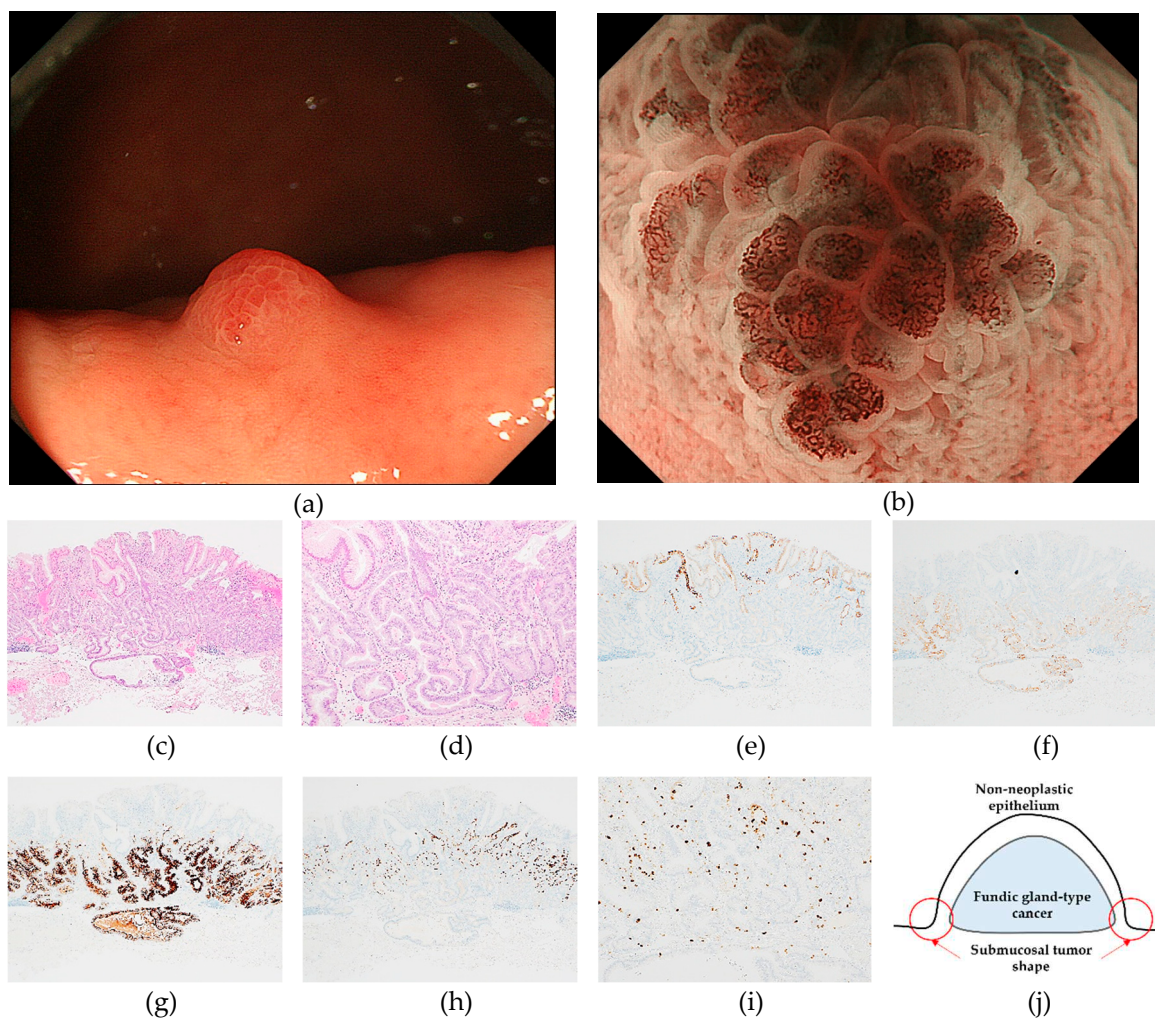 (a)
(b)
(c)
(d)
(e)
(f)
(g)
(h)
(i)
Non-neoplastic
epithelium
Fundic gland-type
cancer
Submucosal tumor
shape
(j)